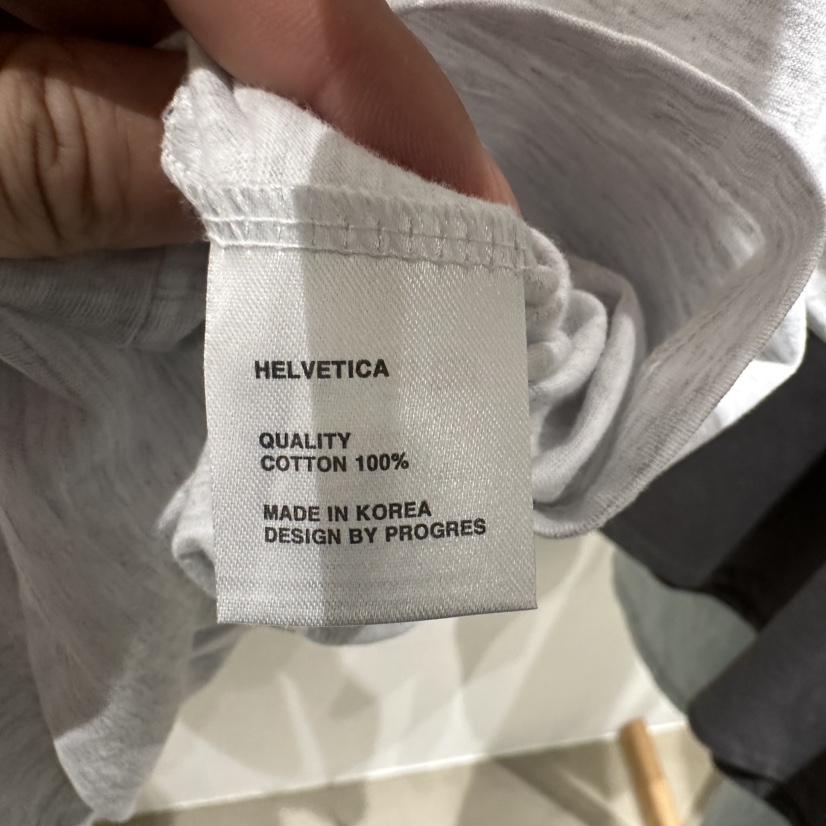 HELVETICA
QUALITY
COTTON 100%
MADE IN KOREA
DESIGN BY PROGRES